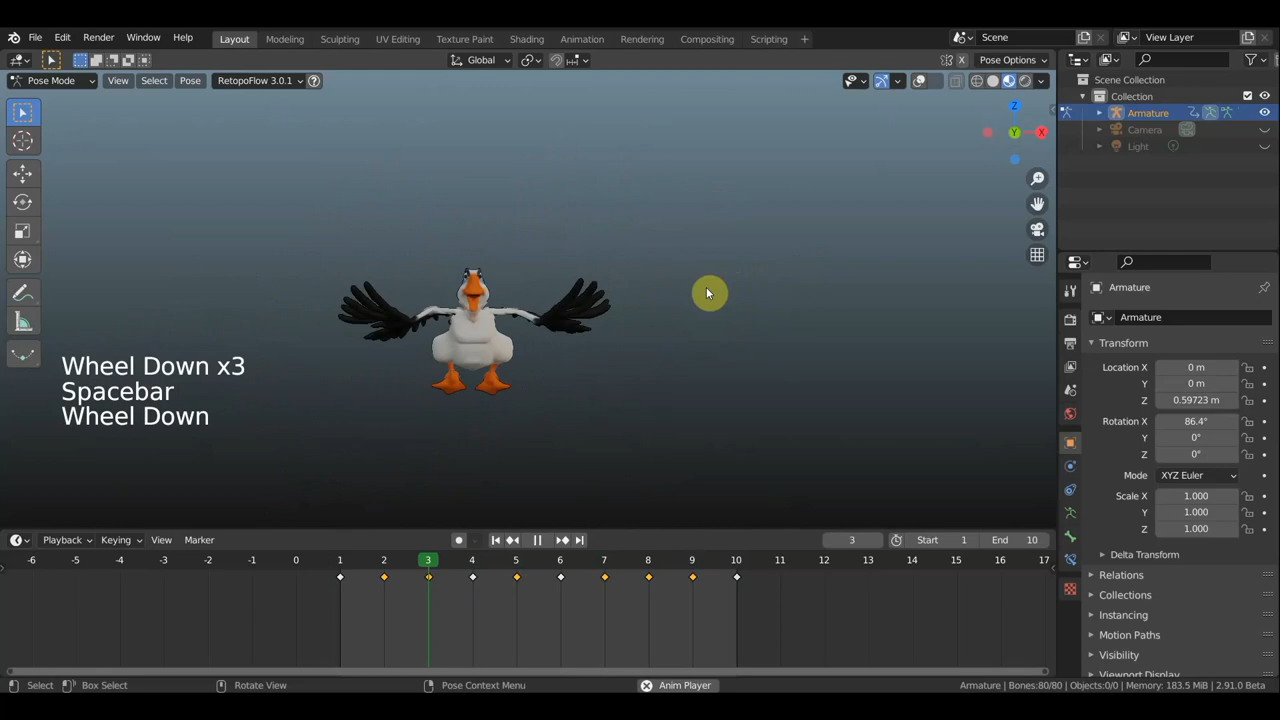 File Edit Render Window Help Layout Modeling Sculpting UV Editing Texture Paint Shading Animation Rendering Compositing Scripting + Scene View Layer
Global Pose Options X
Pose Mode View Select Pose RetopoFlow 3.0.1
Scene Collection
Collection
Armature
Camera
Light
Z
Y X
Armature
Armature
Transform
Location X 0 m
Y 0 m
Z 0.59723 m
Rotation X 86.4°
Y 0°
Z 0°
Mode XYZ Euler
Scale X 1.000
Y 1.000
Z 1.000
Delta Transform
Relations
Collections
Instancing
Motion Paths
Visibility
Viewport Display
Wheel Down x3
Spacebar
Wheel Down
Playback Keying View Marker 3 Start 1 End 10
-6 -5 -4 -3 -2 -1 0 1 2 3 4 5 6 7 8 9 10 11 12 13 14 15 16 17
Select Box Select Rotate View Pose Context Menu Anim Player Armature | Bones:80/80 | Objects:0/0 | Memory: 183.5 MiB | 2.91.0 Beta